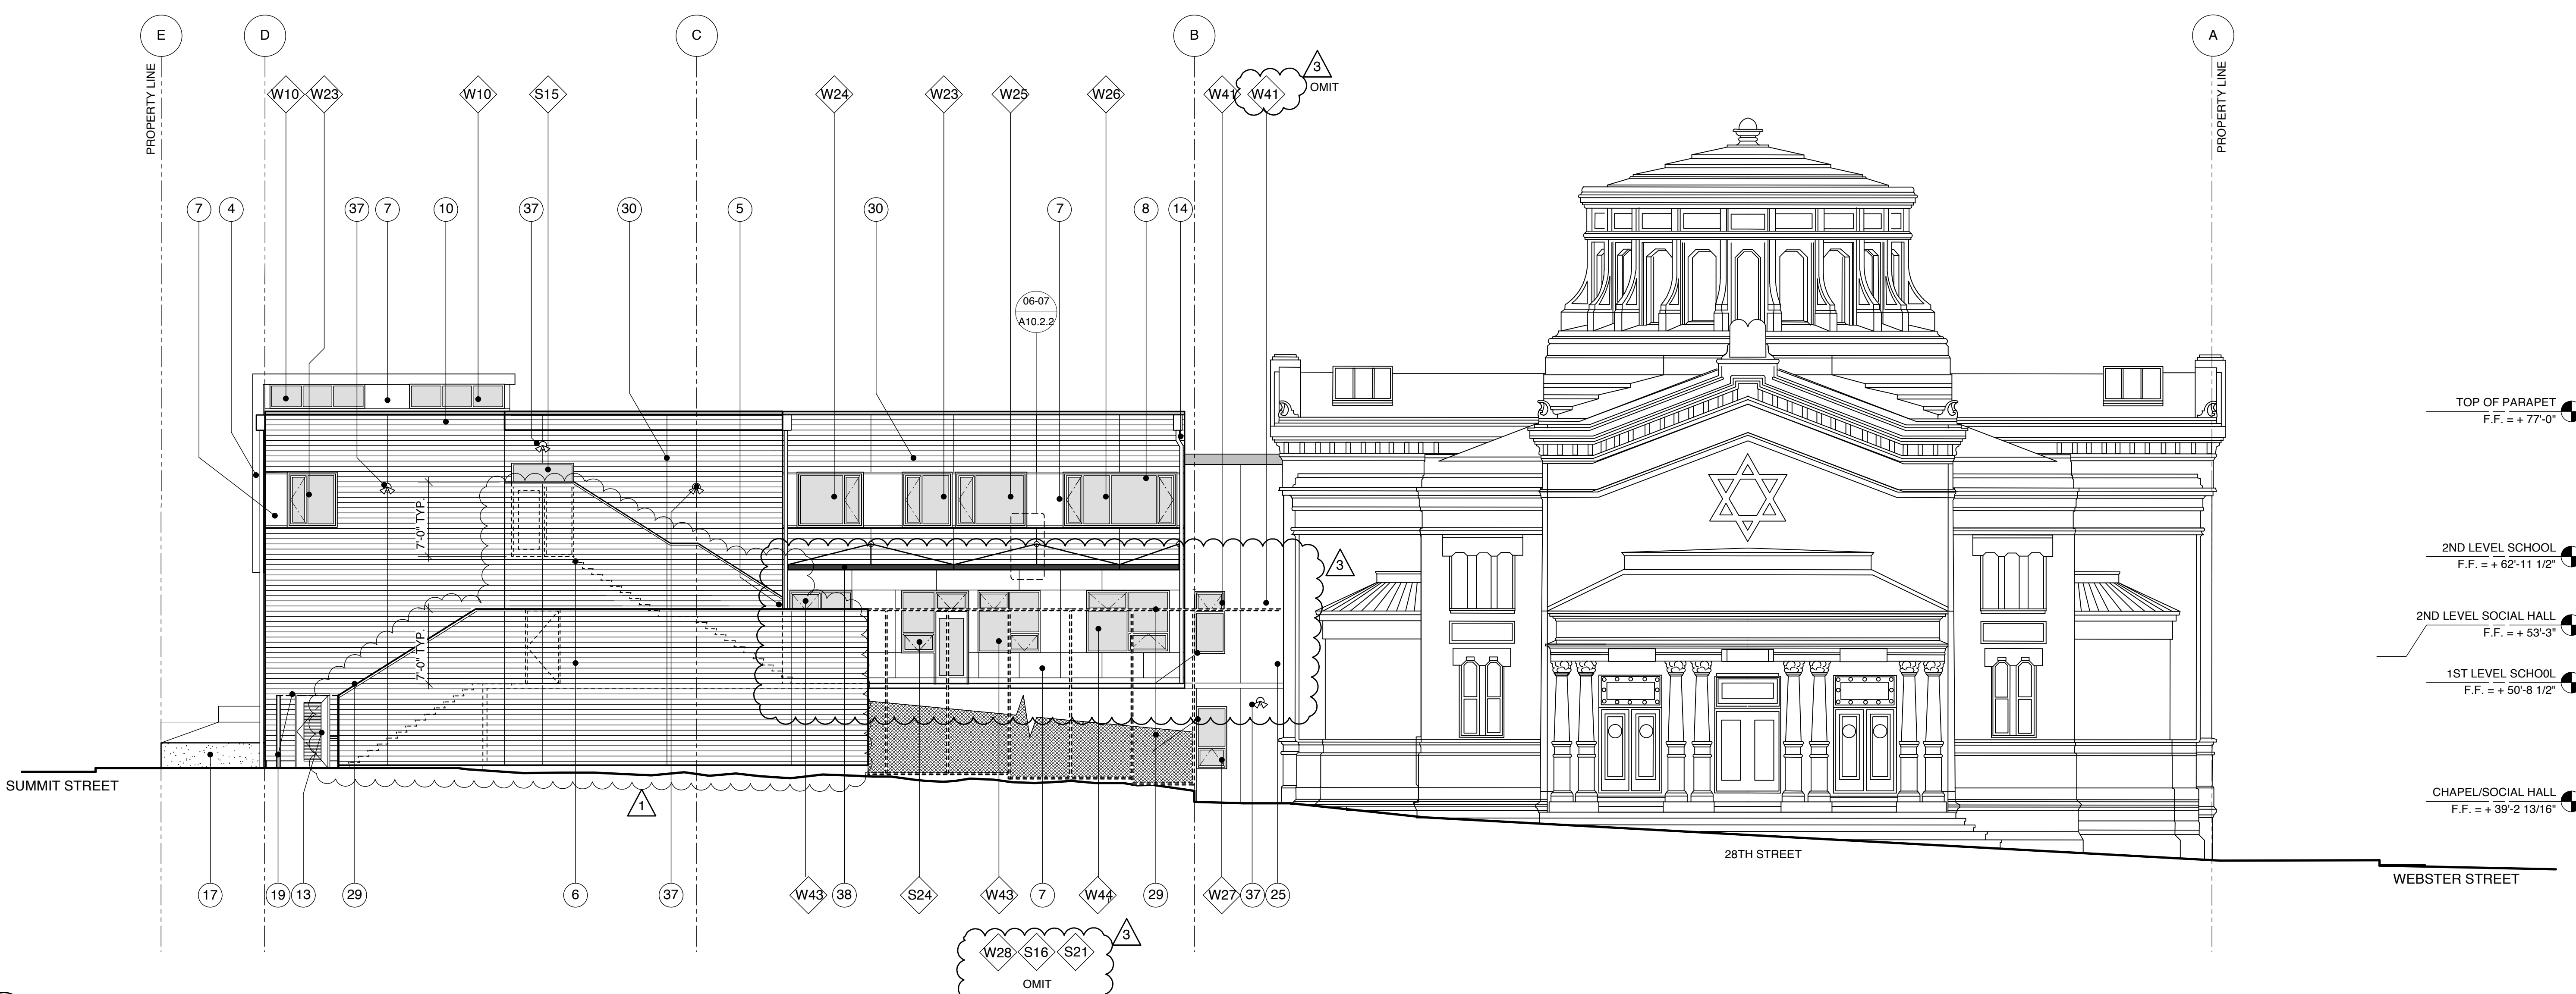 E
D
C
B
A
PROPERTY LINE
PROPERTY LINE
3
OMIT
W10
W23
W10
S15
W24
W23
W25
W26
W41
W41
7
4
37
7
10
37
30
5
30
7
8
14
06-07
A10.2.2
7'-0" TYP.
7'-0" TYP.
3
TOP OF PARAPET
F.F. = + 77'-0"
2ND LEVEL SCHOOL
F.F. = + 62'-11 1/2"
2ND LEVEL SOCIAL HALL
F.F. = + 53'-3"
1ST LEVEL SCHO0L
F.F. = + 50'-8 1/2"
CHAPEL/SOCIAL HALL
F.F. = + 39'-2 13/16"
SUMMIT STREET
1
28TH STREET
WEBSTER STREET
17
19
13
29
6
37
W43
38
S24
W43
7
W44
29
W27
37
25
3
W28
S16
S21
OMIT